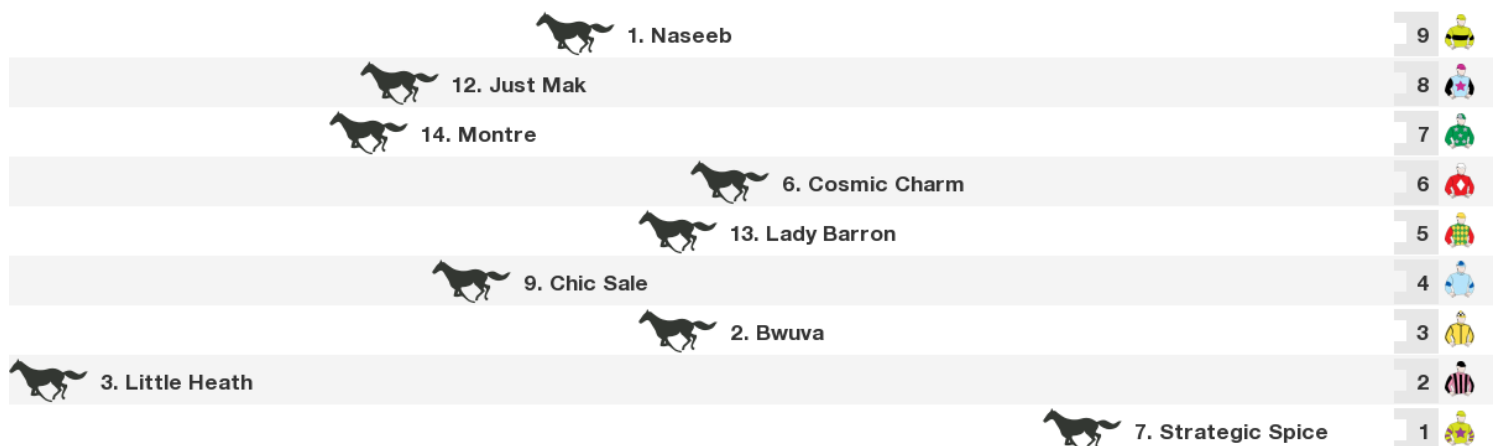 1. Naseeb 9
12. Just Mak 8
14. Montre 7
6. Cosmic Charm 6
13. Lady Barron 5
9. Chic Sale 4
2. Bwuva 3
3. Little Heath 2
7. Strategic Spice 1